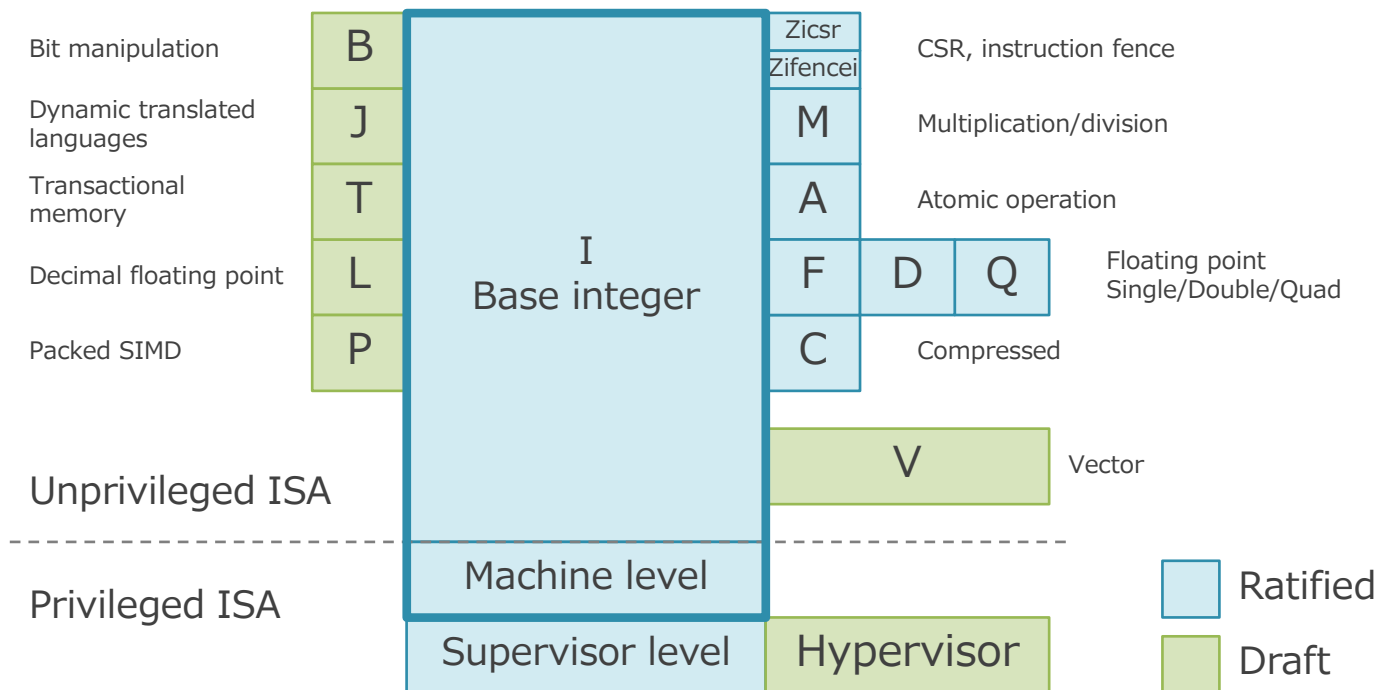 Bit manipulation
B
Zicsr
Zifencei
CSR, instruction fence
Dynamic translated
languages
J
M
Multiplication/division
Transactional
memory
T
A
Atomic operation
I
Base integer
Decimal floating point
L
F
D
Q
Floating point
Single/Double/Quad
Packed SIMD
P
C
Compressed
V
Vector
Unprivileged ISA
Machine level
Privileged ISA
Ratified
Supervisor level
Hypervisor
Draft